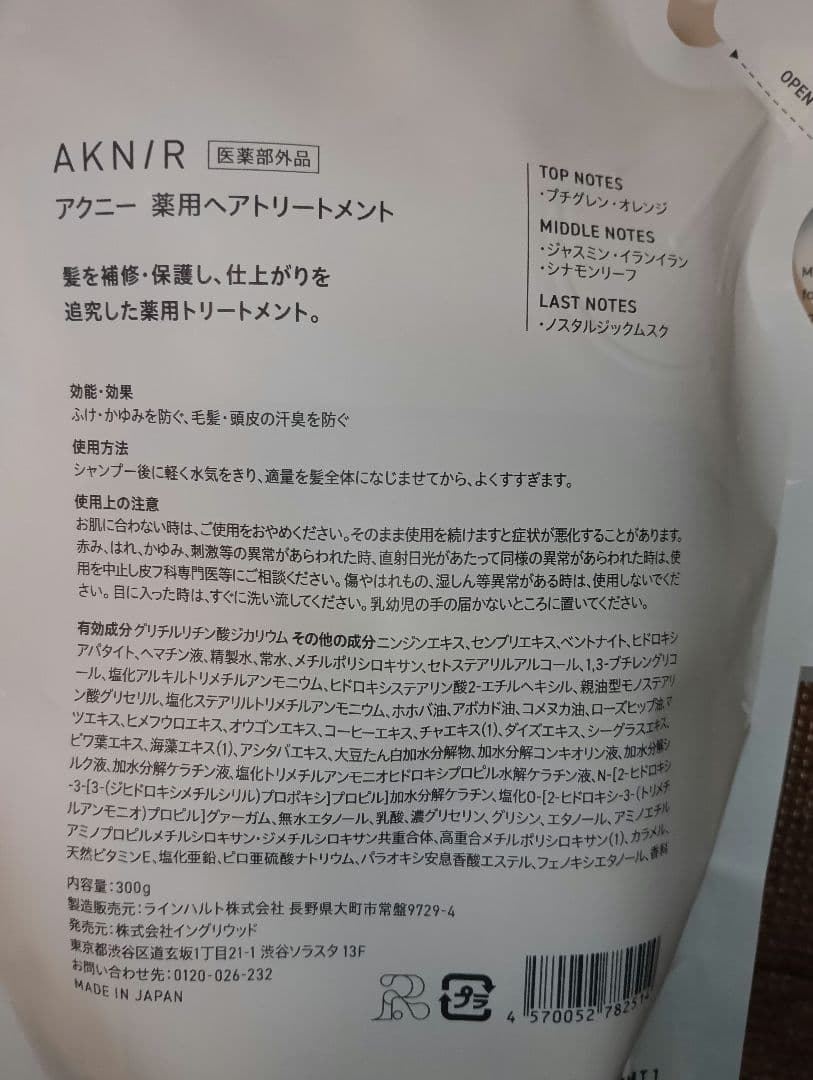 AKNIR 医薬部外品
アクニー 薬用ヘアトリートメント
髪を補修・保護し、仕上がりを
追究した薬用トリートメント。
TOP NOTES
・プチグレン・オレンジ
MIDDLE NOTES
・ジャスミン・イランイラン
・シナモンリーフ
LAST NOTES
・ノスタルジックムスク
OPEN
効能・効果
ふけ・かゆみを防ぐ、毛髪・頭皮の汗臭を防ぐ
使用方法
シャンプー後に軽く水気をきり、適量を髪全体になじませてから、よくすすぎます。
使用上の注意
お肌に合わない時は、ご使用をおやめください。そのまま使用を続けますと症状が悪化することがあります。
赤み、はれ、かゆみ、刺激等の異常があらわれた時、直射日光があたって同様の異常があらわれた時は、使
用を中止し皮フ科専門医等にご相談ください。傷やはれもの、湿しん等異常がある時は、使用しないでくだ
さい。目に入った時は、すぐに洗い流してください。乳幼児の手の届かないところに置いてください。
有効成分 グリチルリチン酸ジカリウム その他の成分 ニンジンエキス、センブリエキス、ベントナイト、ヒドロキシ
アパタイト、ヘマチン液、精製水、常水、メチルポリシロキサン、セトステアリルアルコール、1,3-ブチレングリコ
ール、塩化アルキルトリメチルアンモニウム、ヒドロキシステアリン酸2-エチルヘキシル、親油型モノステアリ
ン酸グリセリル、塩化ステアリルトリメチルアンモニウム、ホホバ油、アボカド油、コメヌカ油、ローズヒップ油、マ
ツエキス、ヒメフウロエキス、オウゴンエキス、コーヒーエキス、チャエキス(1)、ダイズエキス、シーグラスエキス、
ビワ葉エキス、海藻エキス(1)、アシタバエキス、大豆たん白加水分解物、加水分解コンキオリン液、加水分解シ
ルク液、加水分解ケラチン液、塩化トリメチルアンモニオヒドロキシプロピル水解ケラチン液、N-[2-ヒドロキシ
-3-[3-(ジヒドロキシメチルシリル)プロポキシ]プロピル]加水分解ケラチン、塩化O-[2-ヒドロキシ-3-(トリメチ
ルアンモニオ)プロピル]グァーガム、無水エタノール、乳酸、濃グリセリン、グリシン、エタノール、アミノエチル
アミノプロピルメチルシロキサン・ジメチルシロキサン共重合体、高重合メチルポリシロキサン(1)、カラメル、
天然ビタミンE、塩化亜鉛、ピロ亜硫酸ナトリウム、パラオキシ安息香酸エステル、フェノキシエタノール、香料
内容量：300g
製造販売元：ラインハルト株式会社 長野県大町市常盤9729-4
発売元：株式会社イングリウッド
東京都渋谷区道玄坂1丁目21-1 渋谷ソラスタ 13F
お問い合わせ先：0120-026-232
MADE IN JAPAN
プラ